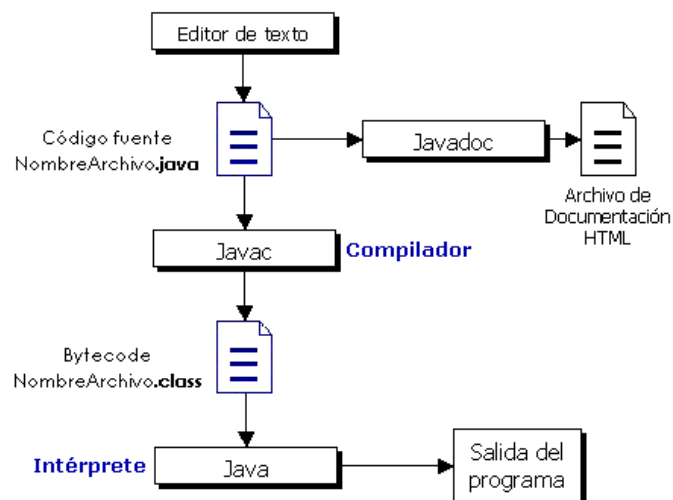 Editor de texto
Código fuente
NombreArchivo.java
Javadoc
Archivo de
Documentación
HTML
Javac
Compilador
Bytecode
NombreArchivo.class
Intérprete
Java
Salida del
programa